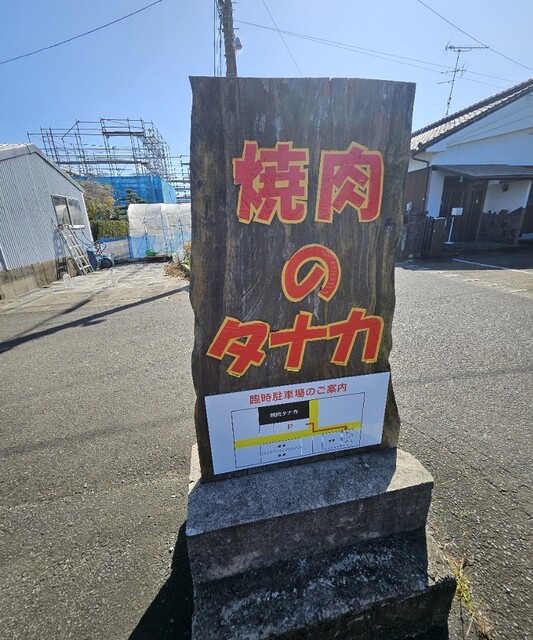 焼肉
の
タナカ
臨時駐車場のご案内
焼肉タナカ
P